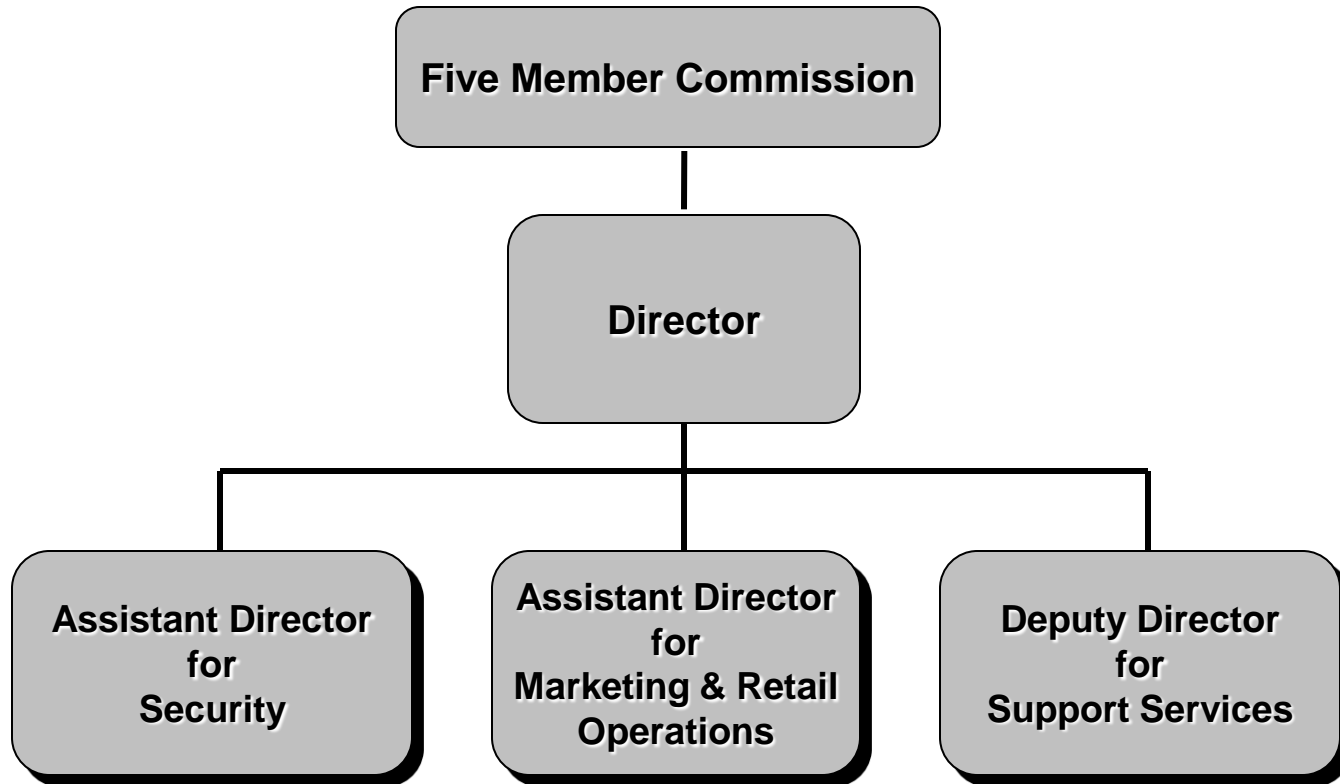 Five Member Commission
Director
Assistant Director
for
Security
Assistant Director
for
Marketing & Retail
Operations
Deputy Director
for
Support Services